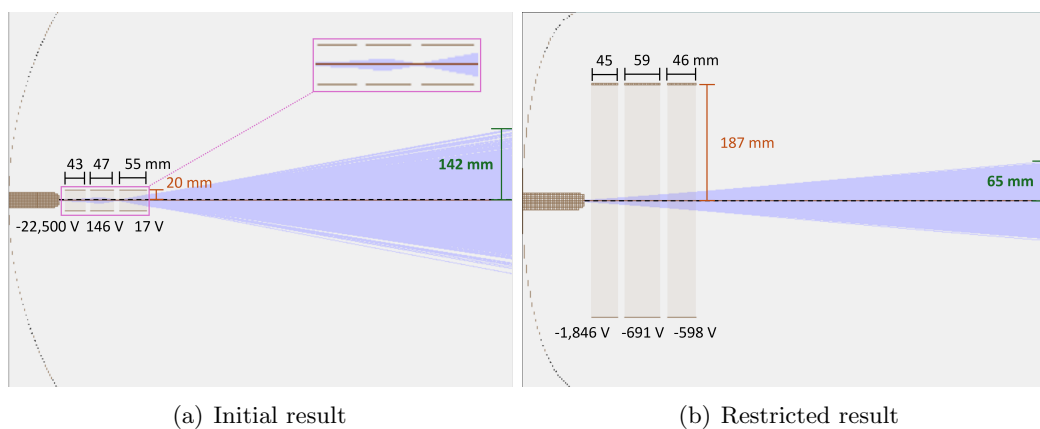 43 47 55 mm
20 mm
142 mm
-22,500 V 146 V 17 V
(a) Initial result
45 59 46 mm
187 mm
65 mm
-1,846 V -691 V -598 V
(b) Restricted result